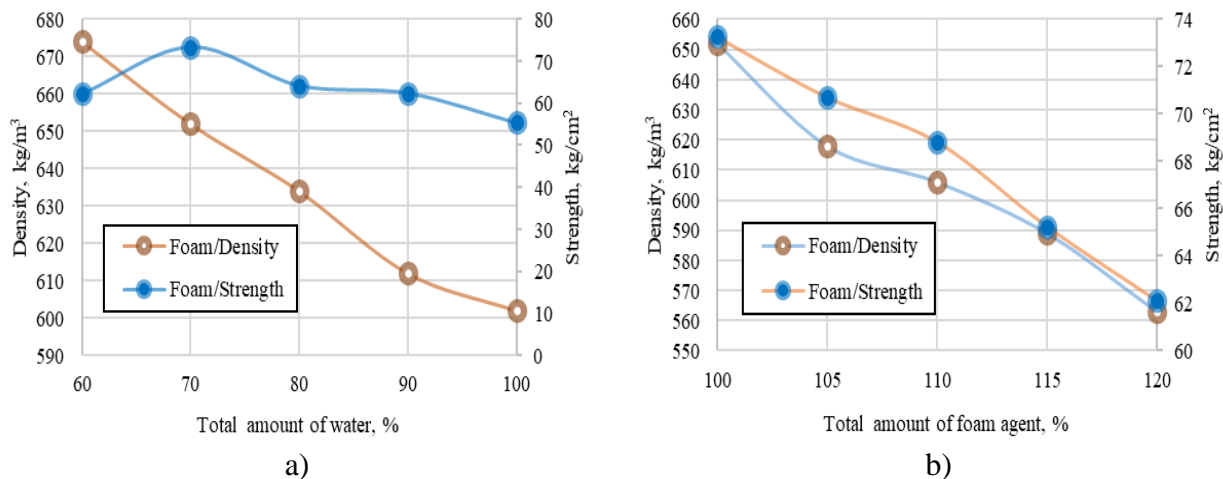 680
670
660
650
640
630
620
610
600
590
Density, kg/m³
80
70
60
50
40
30
20
10
0
Strength, kg/cm²
Foam/Density
Foam/Strength
60 70 80 90 100
Total amount of water, %
a)
660
650
640
630
620
610
600
590
580
570
560
550
Density, kg/m³
74
72
70
68
66
64
62
60
Strength, kg/cm²
Foam/Density
Foam/Strength
100 105 110 115 120
Total amount of foam agent, %
b)